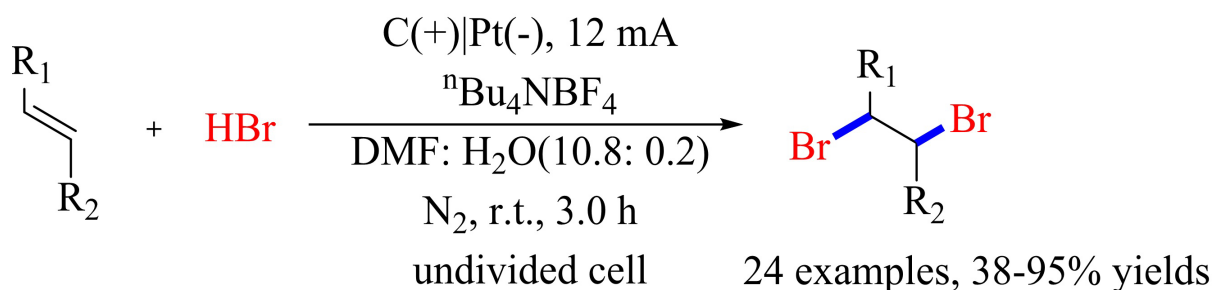 R₁
R₂
+
HBr
C(+)|Pt(-), 12 mA
ⁿBu₄NBF₄
DMF: H₂O(10.8: 0.2)
N₂, r.t., 3.0 h
undivided cell
R₁
Br
Br
R₂
24 examples, 38-95% yields